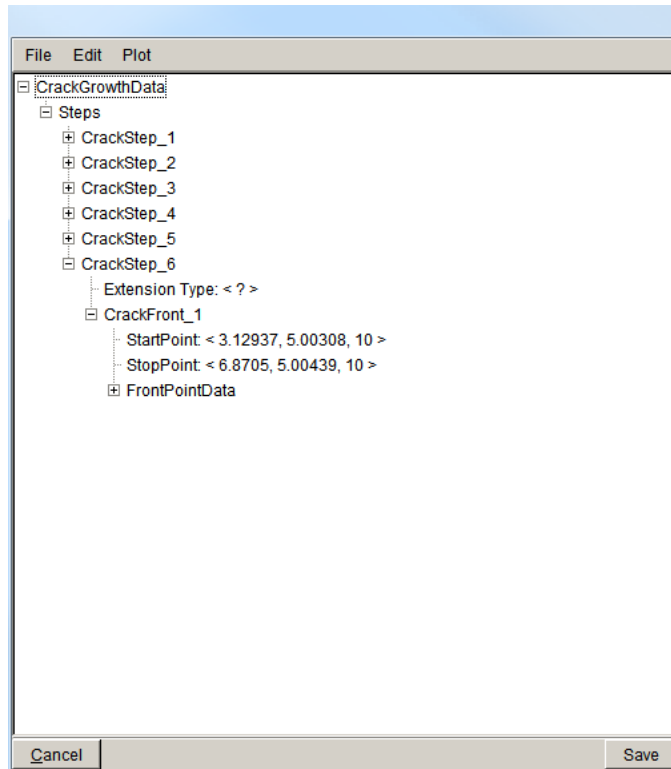 File Edit Plot
CrackGrowthData
Steps
CrackStep_1
CrackStep_2
CrackStep_3
CrackStep_4
CrackStep_5
CrackStep_6
Extension Type: < ? >
CrackFront_1
StartPoint: < 3.12937, 5.00308, 10 >
StopPoint: < 6.8705, 5.00439, 10 >
FrontPointData
Cancel Save